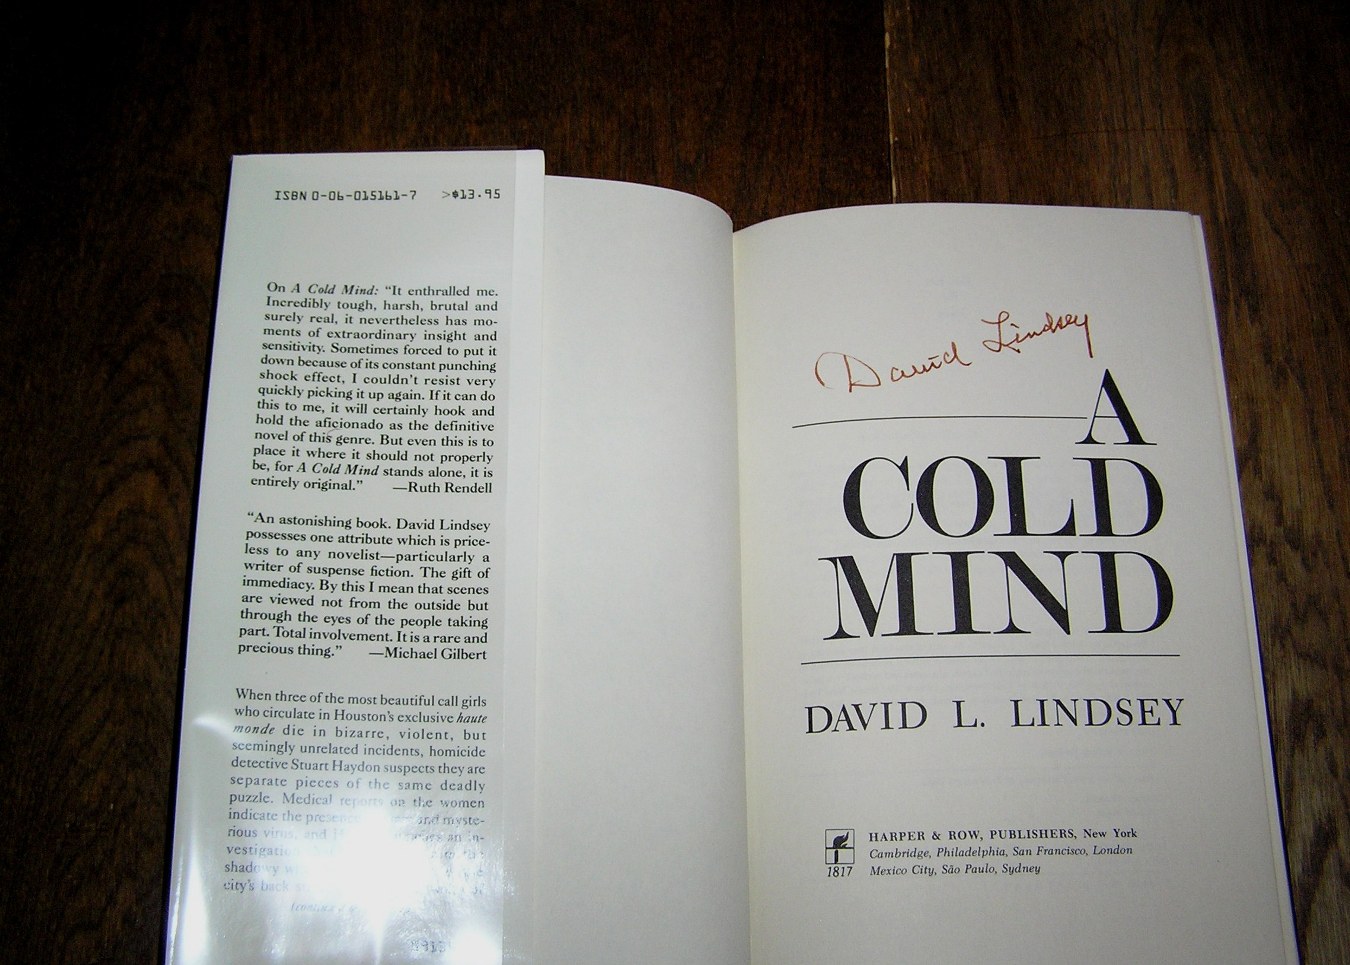 ISBN 0-06-015161-7 >$13.95
On A Cold Mind: “It enthralled me.
Incredibly tough, harsh, brutal and
surely real, it nevertheless has mo-
ments of extraordinary insight and
sensitivity. Sometimes forced to put it
down because of its constant punching
shock effect, I couldn't resist very
quickly picking it up again. If it can do
this to me, it will certainly hook and
hold the aficionado as the definitive
novel of this genre. But even this is to
place it where it should not properly
be, for A Cold Mind stands alone, it is
entirely original.” —Ruth Rendell
“An astonishing book. David Lindsey
possesses one attribute which is price-
less to any novelist—particularly a
writer of suspense fiction. The gift of
immediacy. By this I mean that scenes
are viewed not from the outside but
through the eyes of the people taking
part. Total involvement. It is a rare and
precious thing.” —Michael Gilbert
When three of the most beautiful call girls
who circulate in Houston's exclusive haute
monde die in bizarre, violent, but
seemingly unrelated incidents, homicide
detective Stuart Haydon suspects they are
separate pieces of the same deadly
puzzle. Medical reports on the women
indicate the and myste-
rious virus, and an in-
shadowy
city's back
David Lindsey
A
COLD
MIND
DAVID L. LINDSEY
HARPER & ROW, PUBLISHERS, New York
Cambridge, Philadelphia, San Francisco, London
1817 Mexico City, São Paulo, Sydney